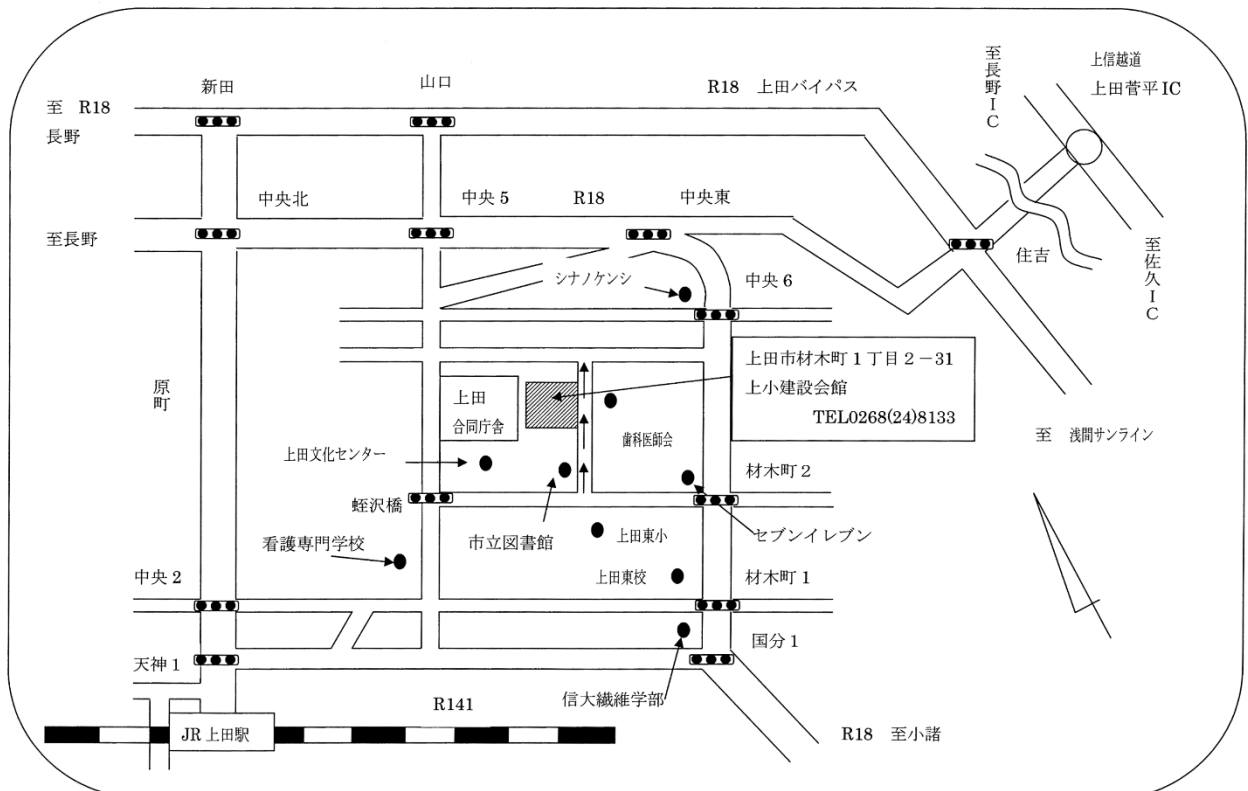 新田
山口
R18　上田バイパス
至
長
野
Ｉ
Ｃ
上信越道
上田菅平 IC
至　R18
長野
中央北
中央 5
R18
中央東
至長野
住吉
至
佐
久
Ｉ
Ｃ
シナノケンシ
中央 6
上田市材木町 1 丁目 2－31
上小建設会館
TEL0268(24)8133
原
町
上田
合同庁舎
歯科医師会
至　浅間サンライン
上田文化センター
材木町 2
蛭沢橋
セブンイレブン
市立図書館
上田東小
看護専門学校
中央 2
上田東校
材木町 1
天神 1
国分 1
信大繊維学部
R141
JR 上田駅
R18　至小諸